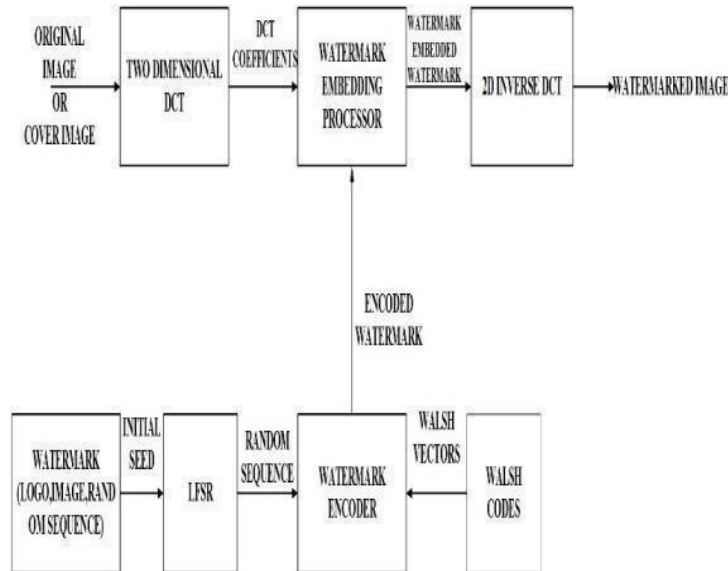 ORIGINAL
IMAGE
OR
COVER IMAGE
TWO DIMENSIONAL
DCT
DCT
COEFFICIENTS
WATERMARK
EMBEDDING
PROCESSOR
WATERMARK
EMBEDDED
WATERMARK
2D INVERSE DCT
WATERMARKED IMAGE
ENCODED
WATERMARK
WATERMARK
(LOGO,IMAGE,RAND
OM SEQUENCE)
INITIAL
SEED
LFSR
RANDOM
SEQUENCE
WATERMARK
ENCODER
WALSH
VECTORS
WALSH
CODES